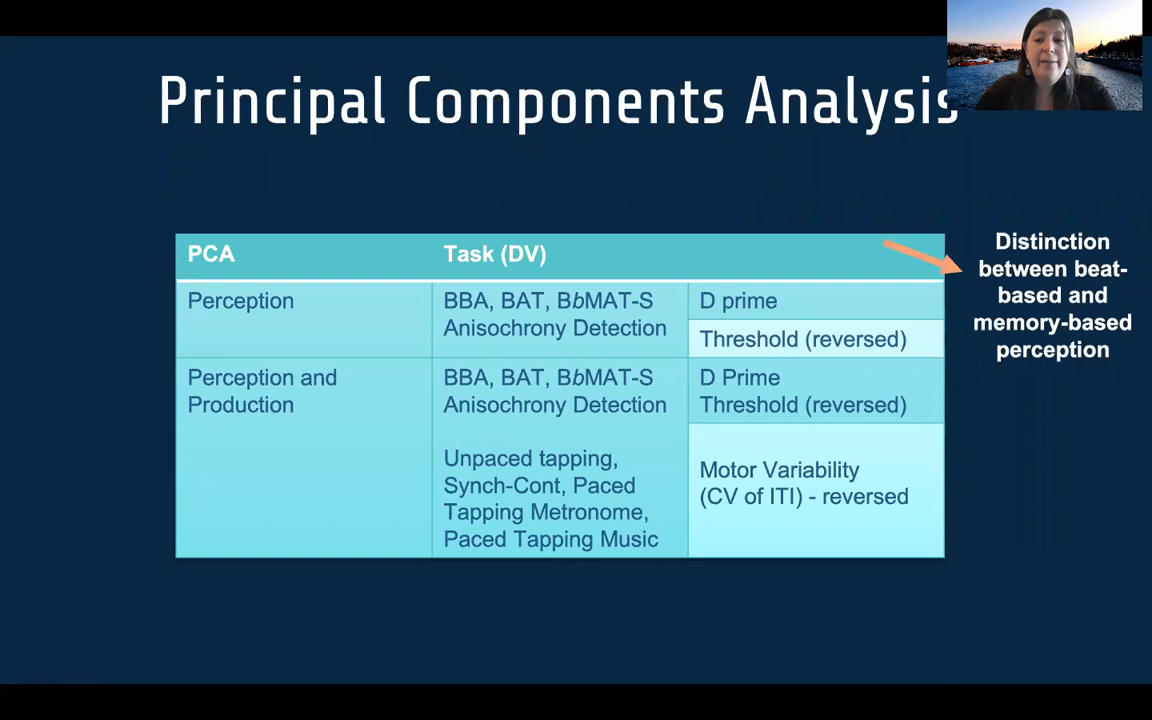 Principal Components Analysis
PCA
Task (DV)
Perception
BBA, BAT, BbMAT-S
Anisochrony Detection
D prime
Threshold (reversed)
Perception and
Production
BBA, BAT, BbMAT-S
Anisochrony Detection
Unpaced tapping,
Synch-Cont, Paced
Tapping Metronome,
Paced Tapping Music
D Prime
Threshold (reversed)
Motor Variability
(CV of ITI) - reversed
Distinction
between beat-
based and
memory-based
perception